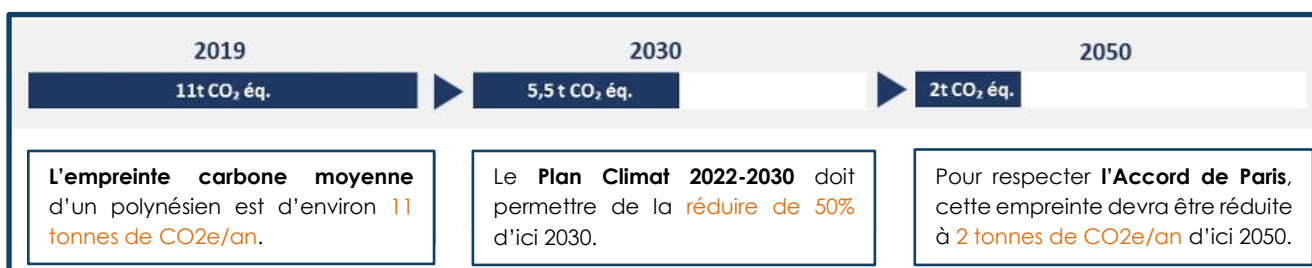 2019
2030
2050
11t CO₂ éq.
5,5 t CO₂ éq.
2t CO₂ éq.
L'empreinte carbone moyenne
d'un polynésien est d'environ 11
tonnes de CO2e/an.
Le Plan Climat 2022-2030 doit
permettre de la réduire de 50%
d'ici 2030.
Pour respecter l'Accord de Paris,
cette empreinte devra être réduite
à 2 tonnes de CO2e/an d'ici 2050.